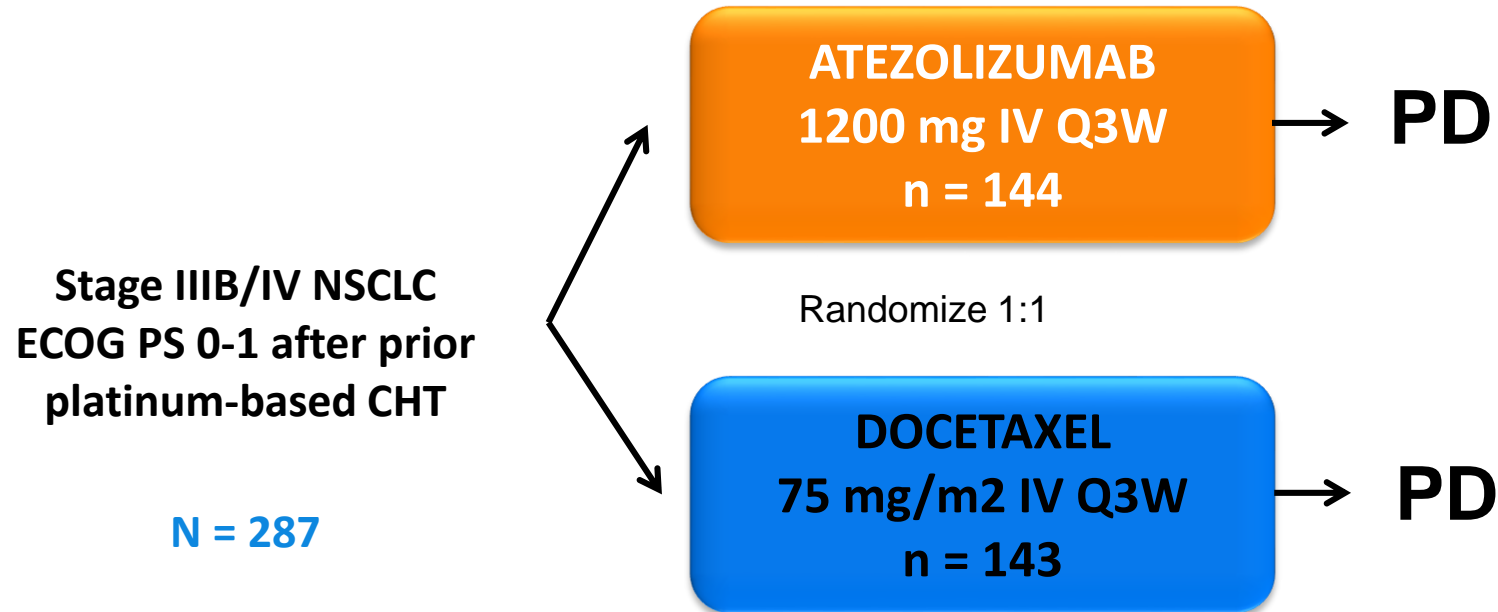 Stage IIIB/IV NSCLC
ECOG PS 0-1 after prior
platinum-based CHT
N = 287
ATEZOLIZUMAB
1200 mg IV Q3W
n = 144
PD
Randomize 1:1
DOCETAXEL
75 mg/m2 IV Q3W
n = 143
PD